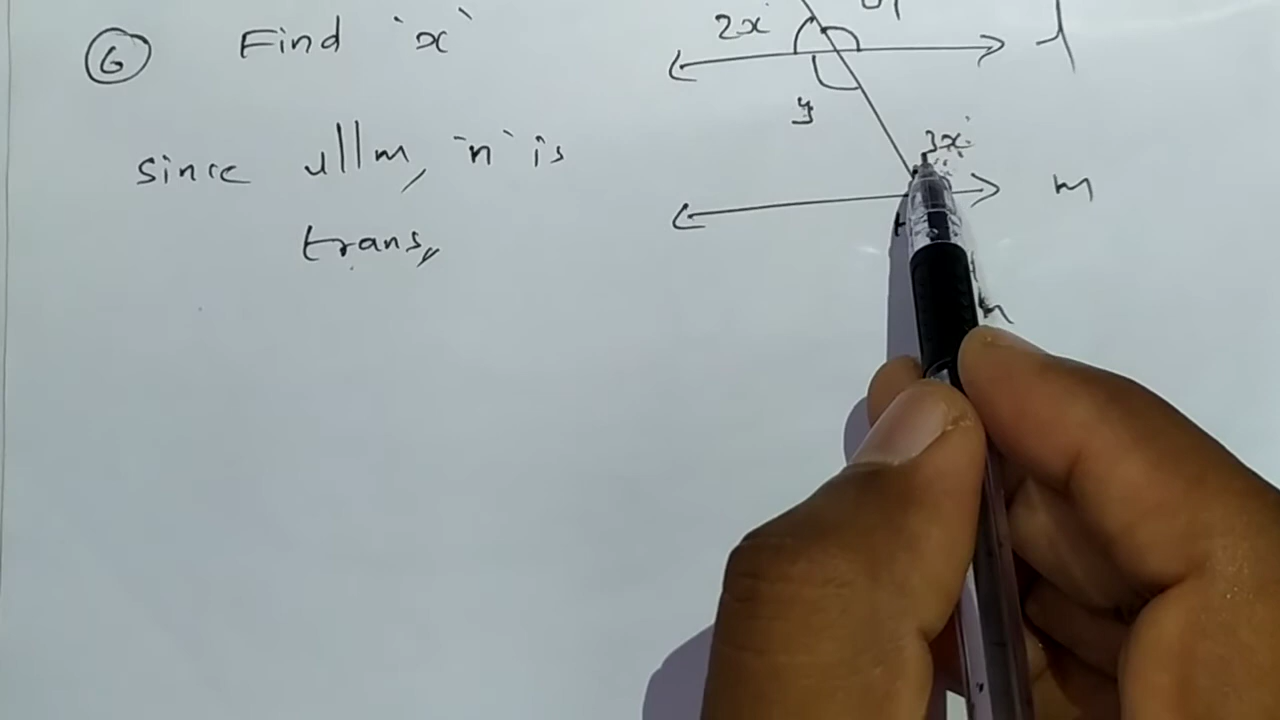 6 Find 'x'
2x
l
y
3x°
since l||m, 'n' is
m
trans,
n